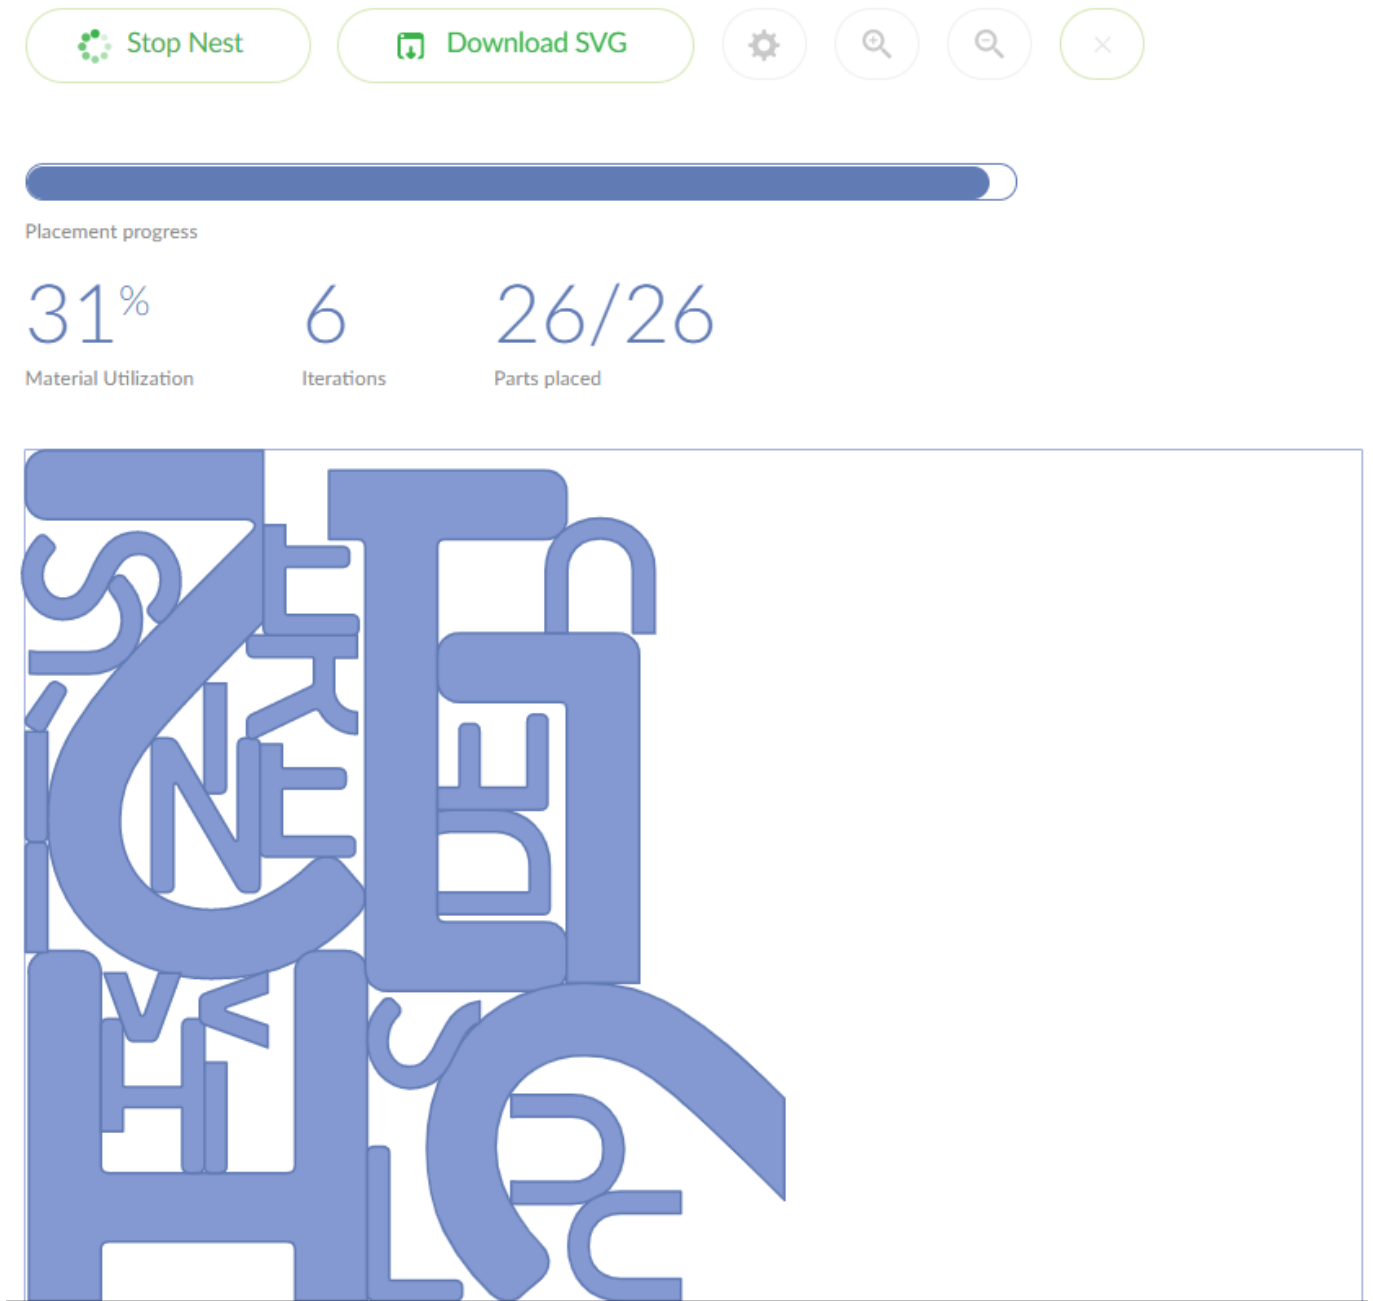 Stop Nest
Download SVG
Placement progress
31%
6
26/26
Material Utilization
Iterations
Parts placed